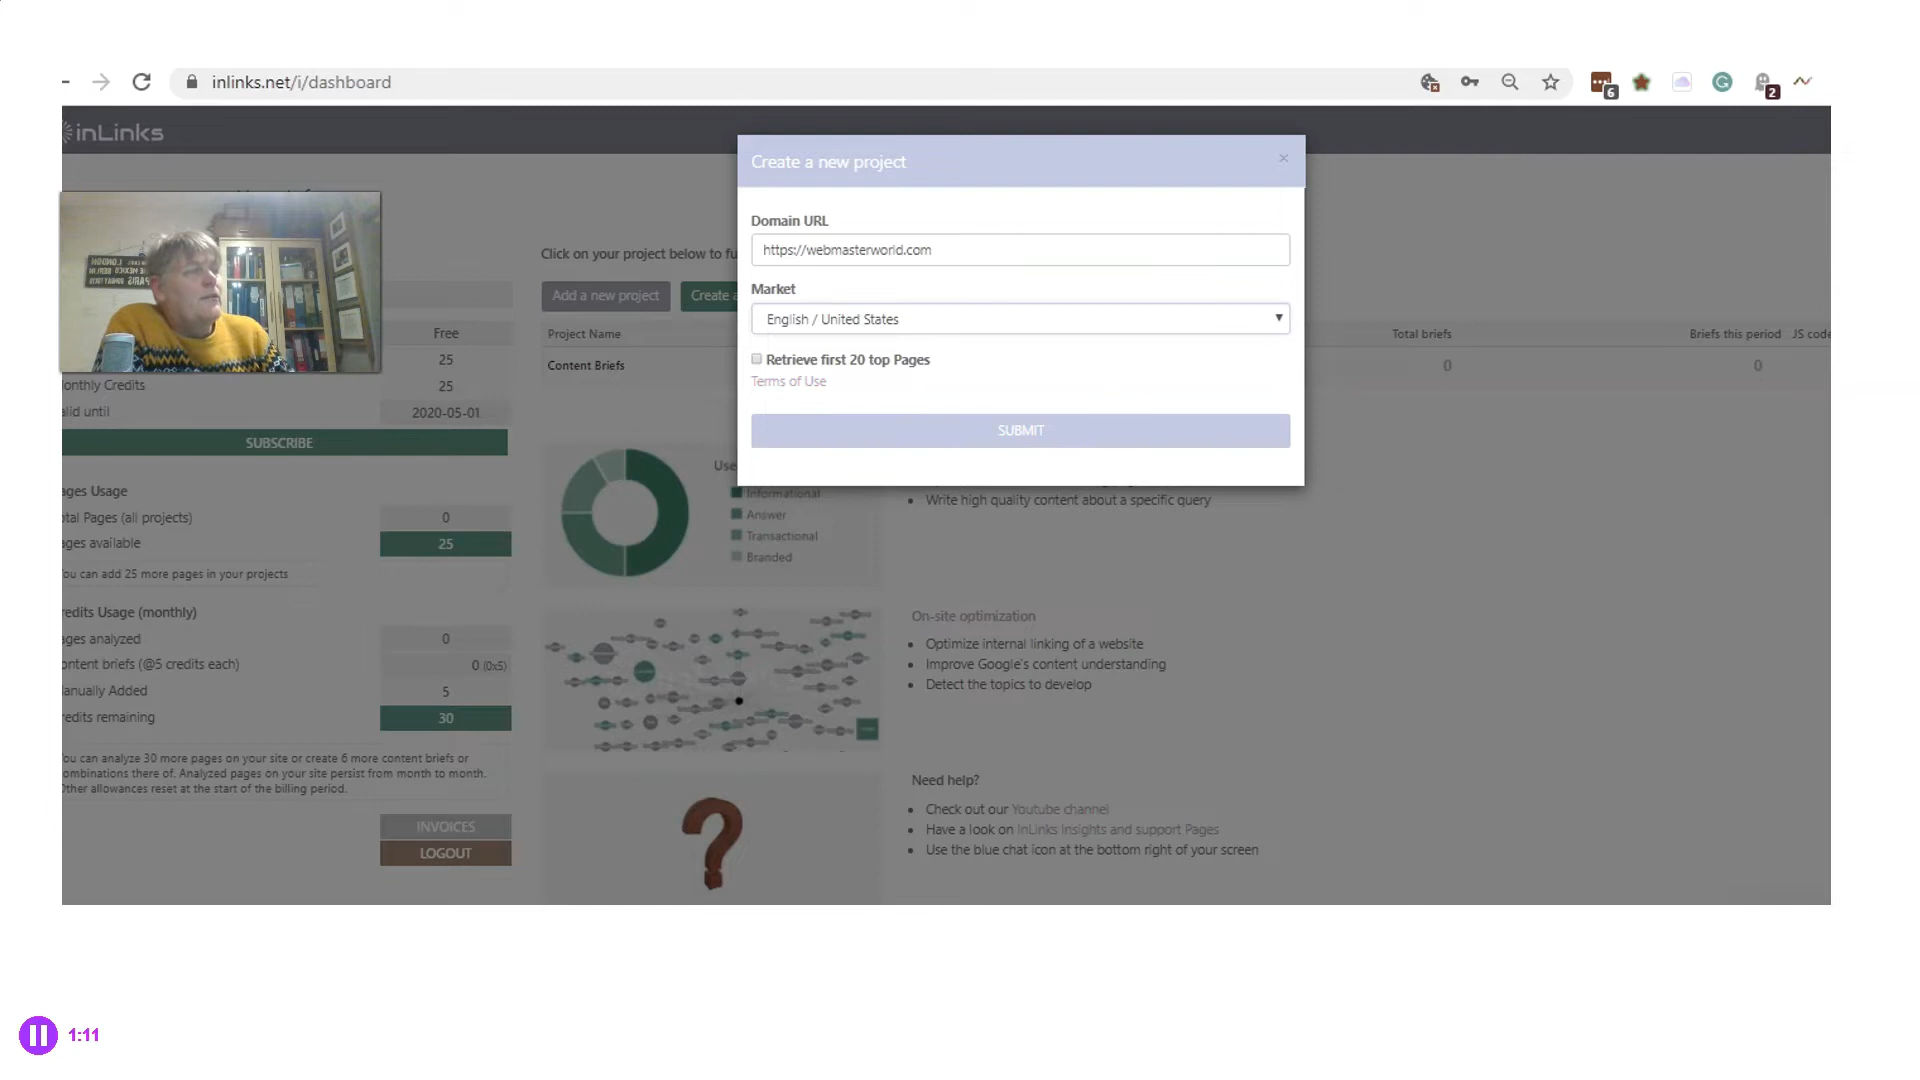 inlinks.net/i/dashboard
6
2
inLinks
Create a new project
×
Domain URL
https://webmasterworld.com
Market
English / United States
Retrieve first 20 top Pages
Terms of Use
SUBMIT
Free
25
onthly Credits 25
alid until 2020-05-01
SUBSCRIBE
ages Usage
otal Pages (all projects) 0
ages available 25
You can add 25 more pages in your projects
redits Usage (monthly)
ages analyzed 0
ontent briefs (@5 credits each) 0 (0x5)
anually Added 5
redits remaining 30
You can analyze 30 more pages on your site or create 6 more content briefs or
ombinations there of. Analyzed pages on your site persist from month to month.
Other allowances reset at the start of the billing period.
INVOICES
LOGOUT
Click on your project below to fu
Add a new project Create a
Project Name Total briefs Briefs this period JS code
Content Briefs 0 0
Use
Informational
Answer
Transactional
Branded
Write high quality content about a specific query
On-site optimization
Optimize internal linking of a website
Improve Google's content understanding
Detect the topics to develop
Need help?
Check out our Youtube channel
Have a look on InLinks Insights and support Pages
Use the blue chat icon at the bottom right of your screen
1:11